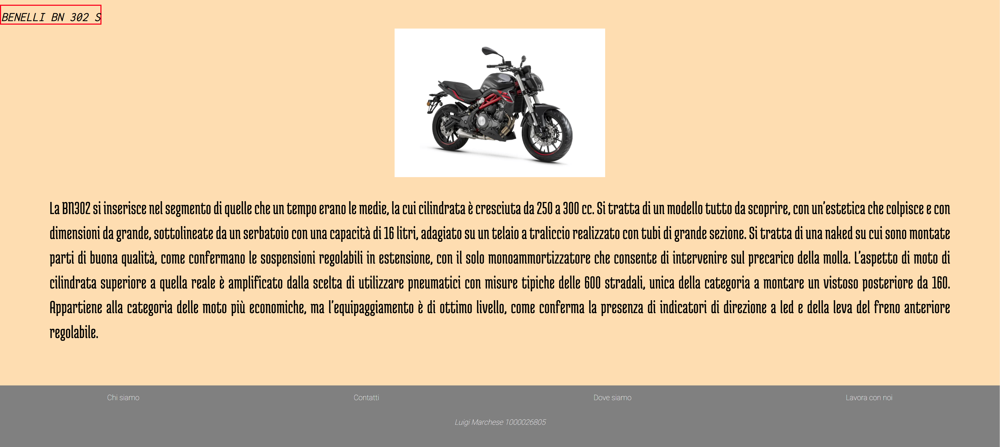 BENELLI BN 302 S
La BN302 si inserisce nel segmento di quelle che un tempo erano le medie, la cui cilindrata è cresciuta da 250 a 300 cc. Si tratta di un modello tutto da scoprire, con un'estetica che colpisce e con
dimensioni da grande, sottolineate da un serbatoio con una capacità di 16 litri, adagiato su un telaio a traliccio realizzato con tubi di grande sezione. Si tratta di una naked su cui sono montate
parti di buona qualità, come confermano le sospensioni regolabili in estensione, con il solo monoammortizzatore che consente di intervenire sul precarico della molla. L'aspetto di moto di
cilindrata superiore a quella reale è amplificato dalla scelta di utilizzare pneumatici con misure tipiche delle 600 stradali, unica della categoria a montare un vistoso posteriore da 160.
Appartiene alla categoria delle moto più economiche, ma l'equipaggiamento è di ottimo livello, come conferma la presenza di indicatori di direzione a led e della leva del freno anteriore
regolabile.
Chi siamo Contatti Dove siamo Lavora con noi
Luigi Marchese 1000026805